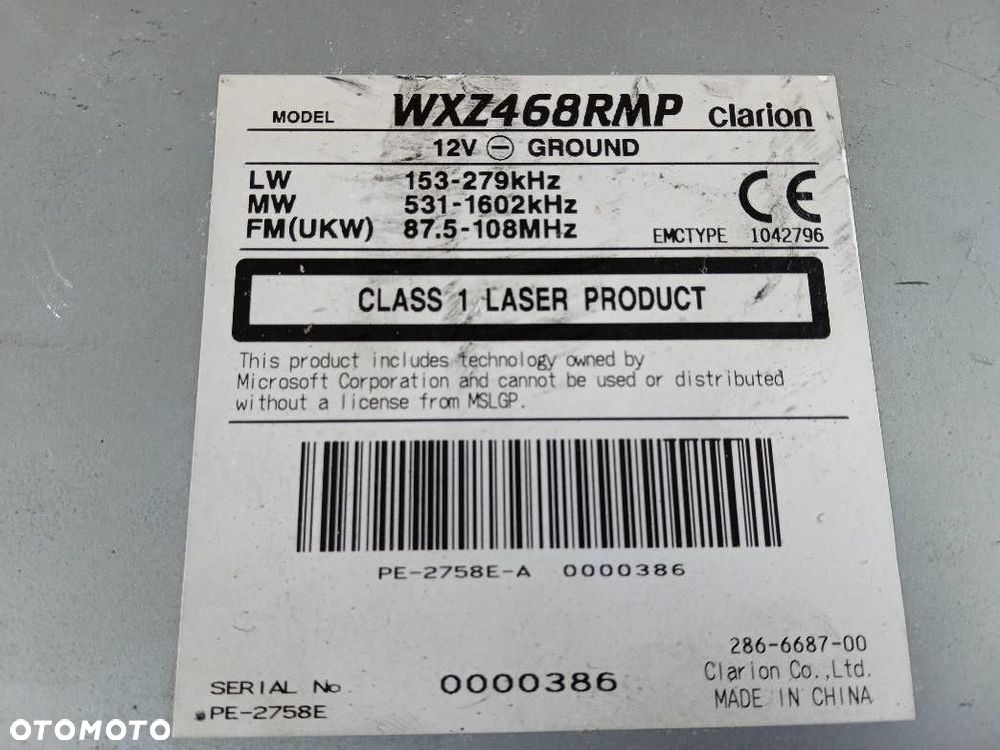 MODEL WXZ468RMP clarion
12V ⊖ GROUND
LW 153-279kHz
MW 531-1602kHz
FM(UKW) 87.5-108MHz
CE
EMCTYPE 1042796
CLASS 1 LASER PRODUCT
This product includes technology owned by
Microsoft Corporation and cannot be used or distributed
without a license from MSLGP.
PE-2758E-A 0000386
286-6687-00
Clarion Co.,Ltd.
MADE IN CHINA
SERIAL No. 0000386
PE-2758E
OTOMOTO
OTOMOTO